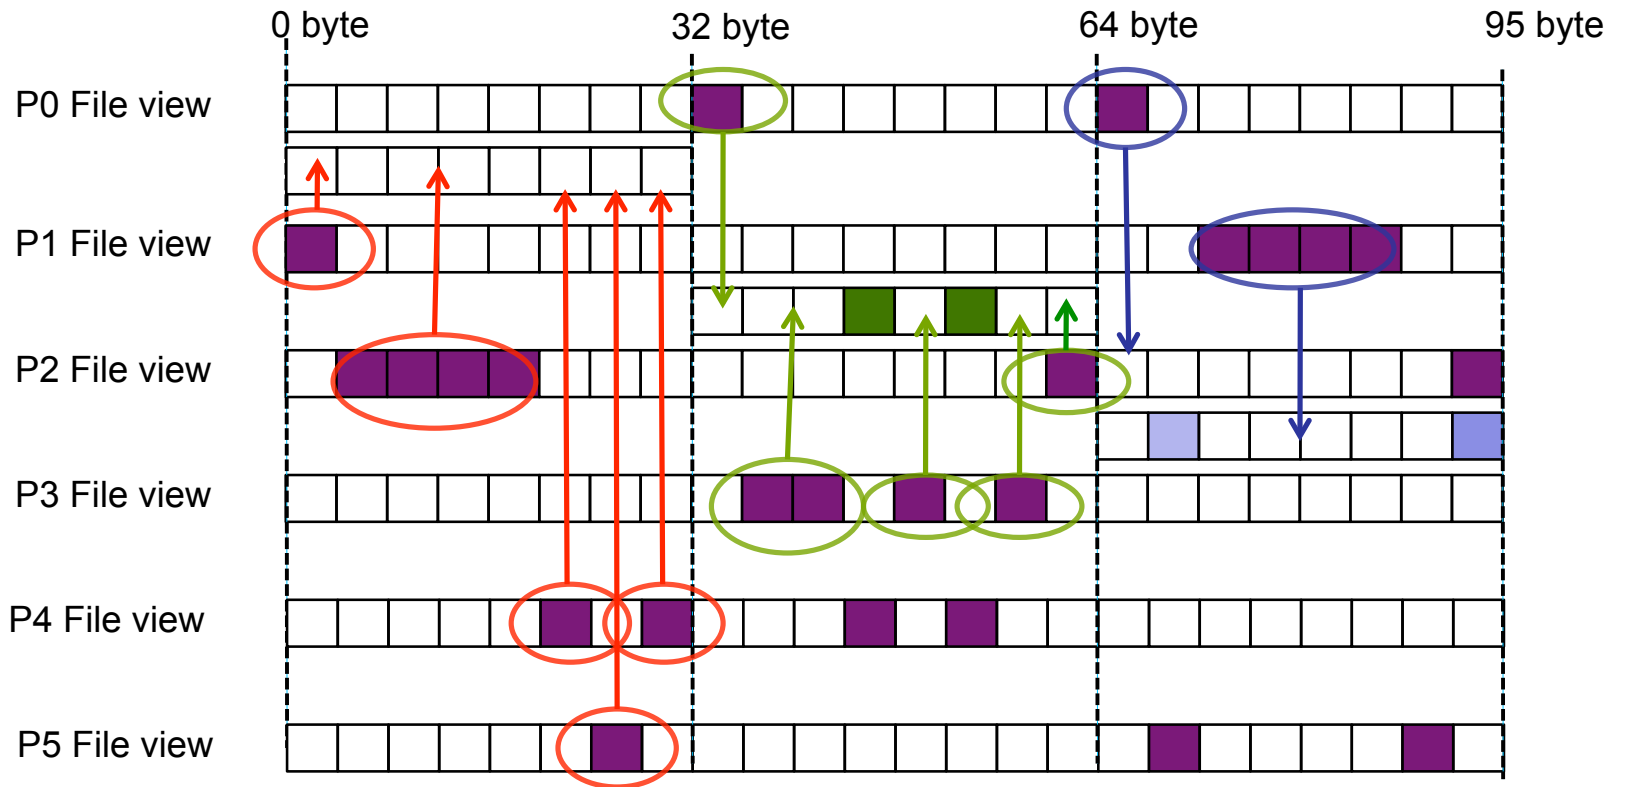 0 byte 32 byte 64 byte 95 byte
P0 File view
P1 File view
P2 File view
P3 File view
P4 File view
P5 File view